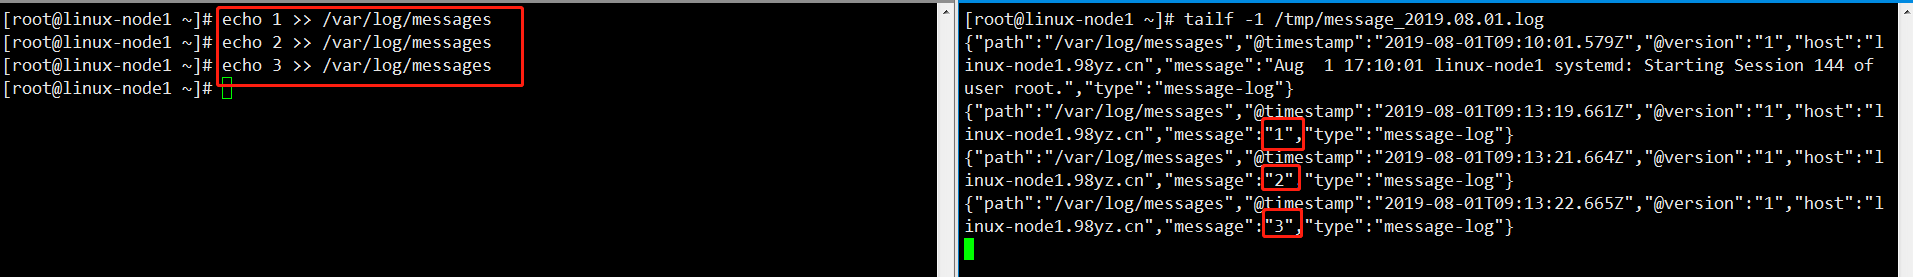 [root@linux-node1 ~]# echo 1 >> /var/log/messages
[root@linux-node1 ~]# echo 2 >> /var/log/messages
[root@linux-node1 ~]# echo 3 >> /var/log/messages
[root@linux-node1 ~]#
[root@linux-node1 ~]# tailf -1 /tmp/message_2019.08.01.log
{"path":"/var/log/messages","@timestamp":"2019-08-01T09:10:01.579Z","@version":"1","host":"l
inux-node1.98yz.cn","message":"Aug  1 17:10:01 linux-node1 systemd: Starting Session 144 of
user root.","type":"message-log"}
{"path":"/var/log/messages","@timestamp":"2019-08-01T09:13:19.661Z","@version":"1","host":"l
inux-node1.98yz.cn","message":"1","type":"message-log"}
{"path":"/var/log/messages","@timestamp":"2019-08-01T09:13:21.664Z","@version":"1","host":"l
inux-node1.98yz.cn","message":"2","type":"message-log"}
{"path":"/var/log/messages","@timestamp":"2019-08-01T09:13:22.665Z","@version":"1","host":"l
inux-node1.98yz.cn","message":"3","type":"message-log"}